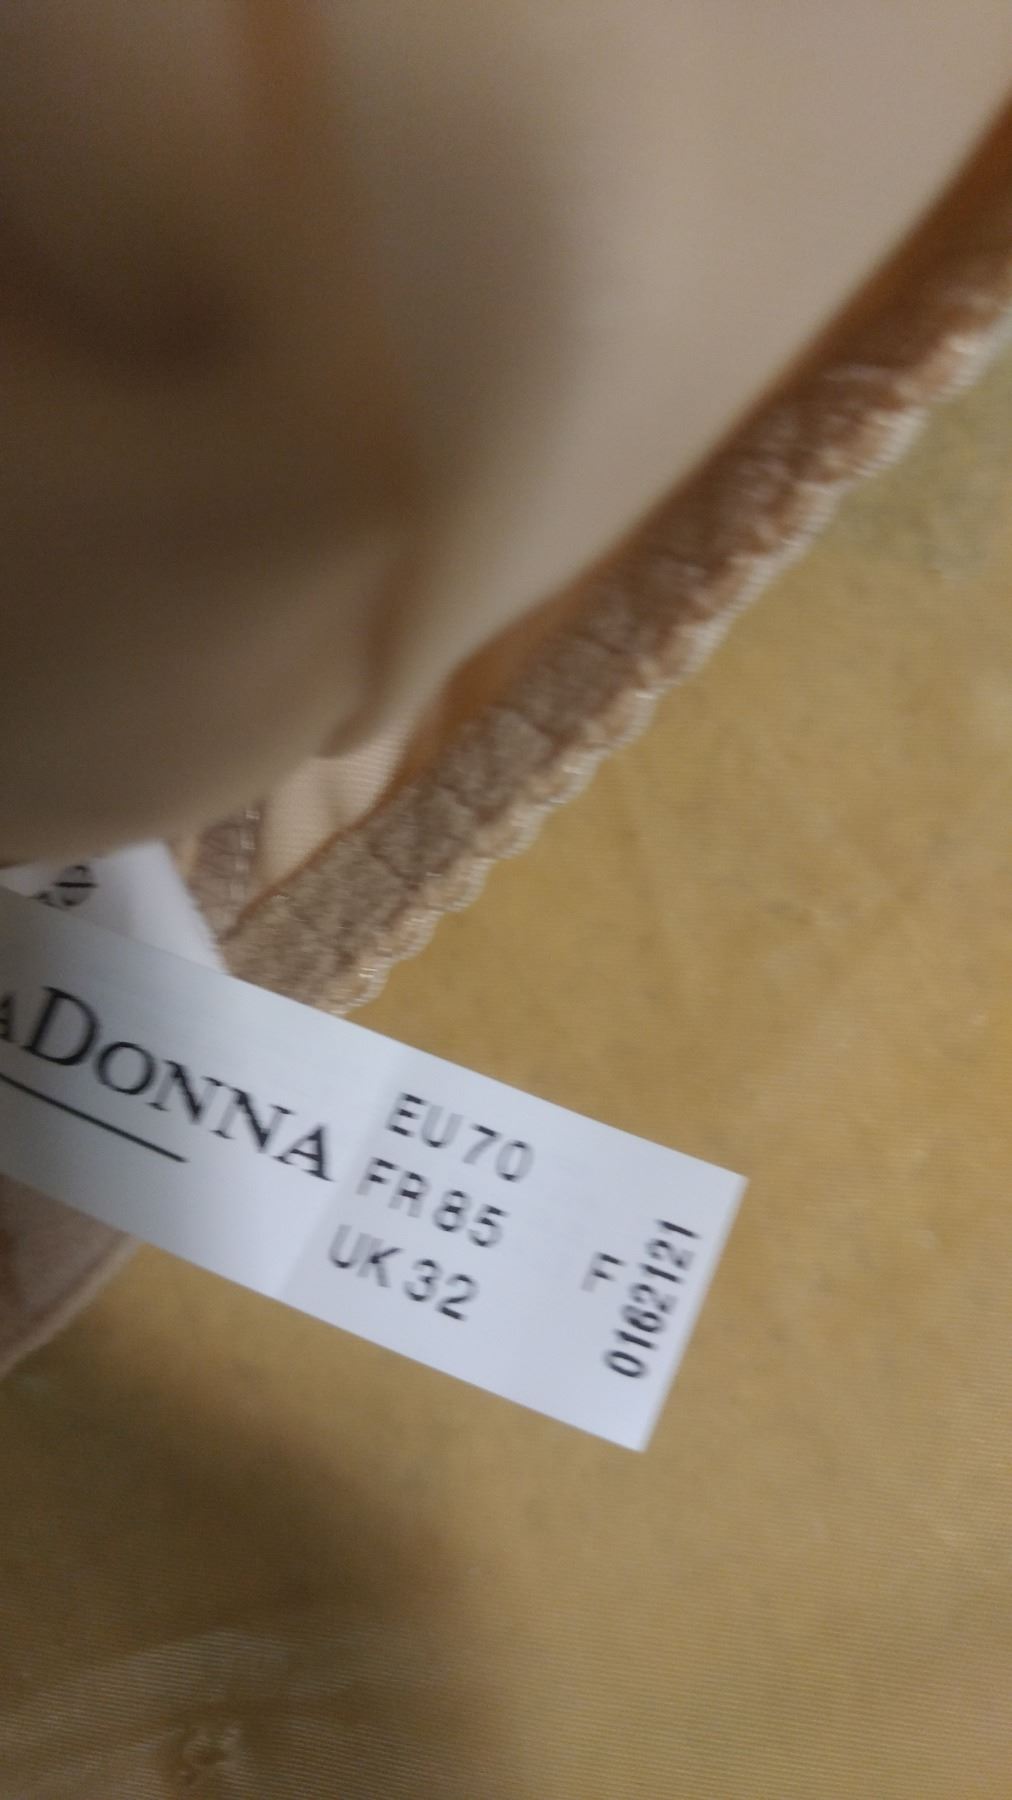 ADONNA
EU 70
FR 85
UK 32
F
0162121